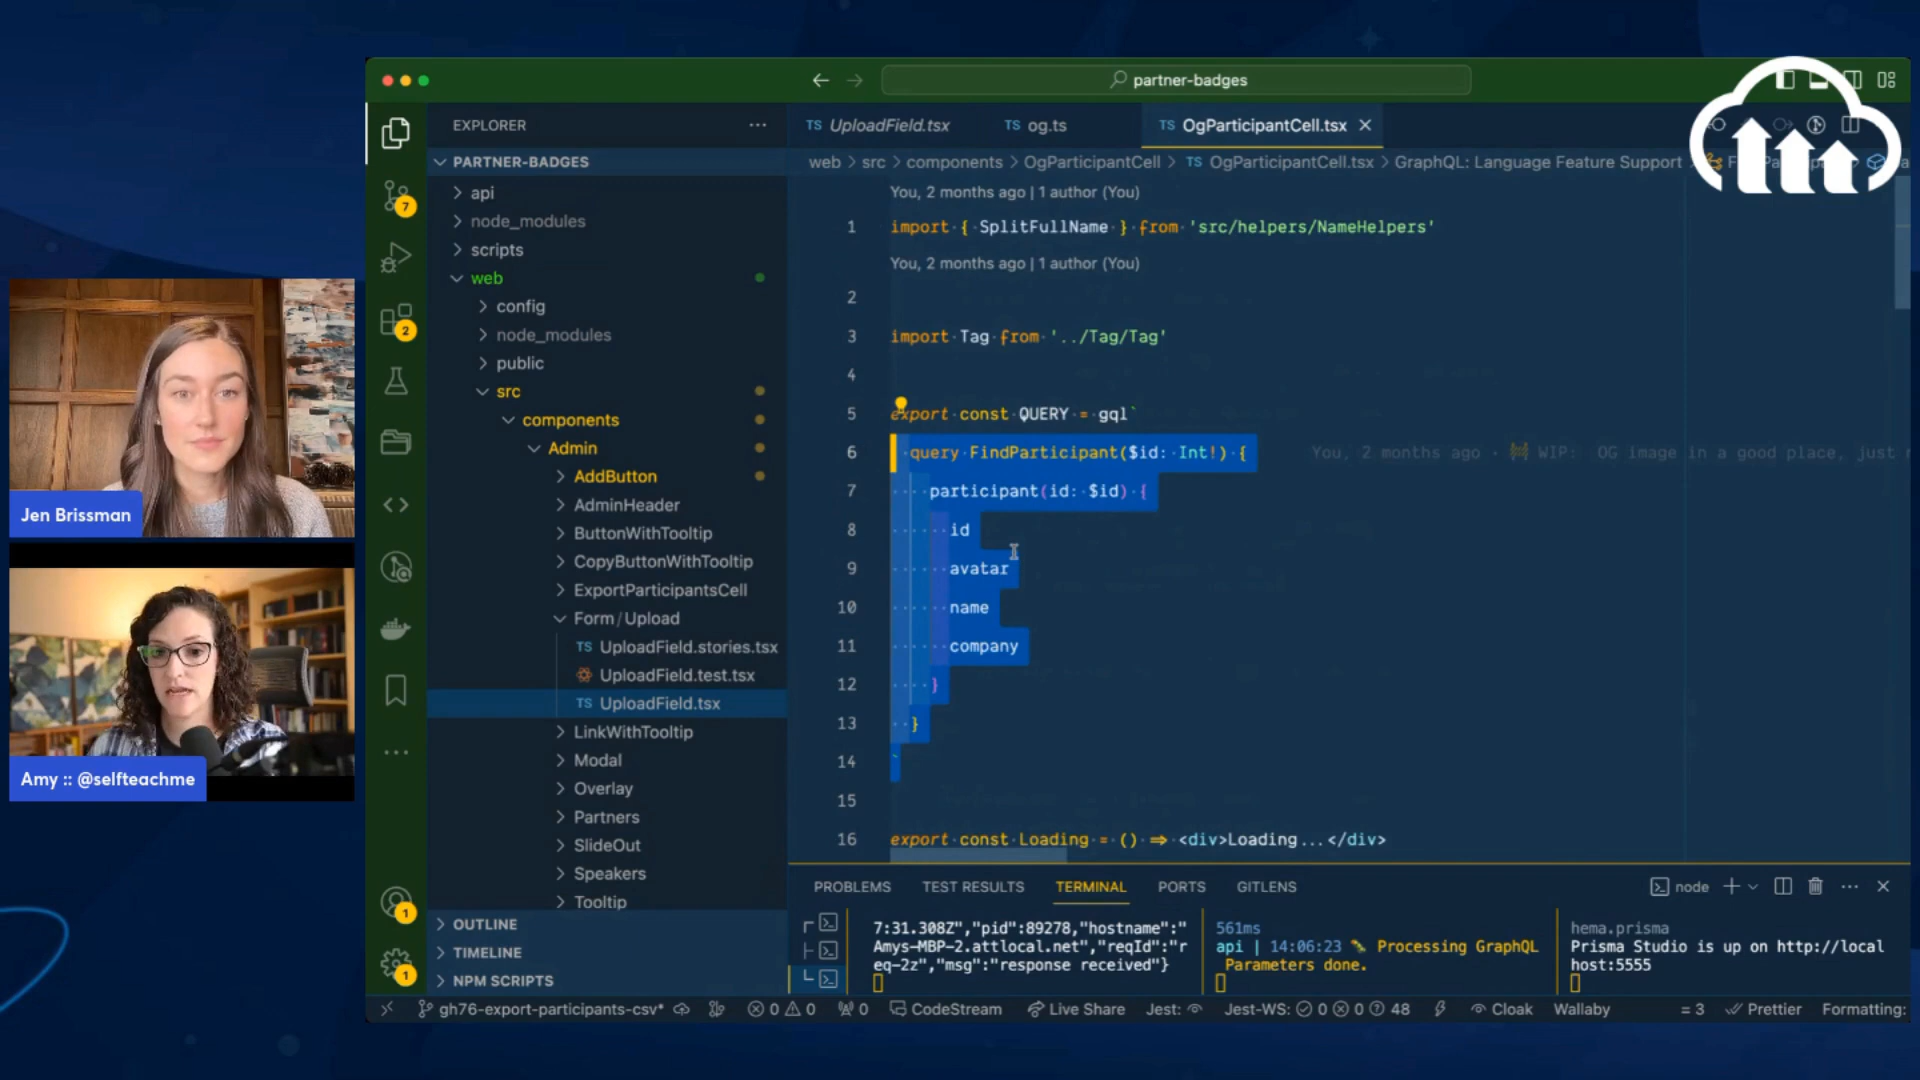 partner-badges
EXPLORER
PARTNER-BADGES
api
node_modules
scripts
web
config
node_modules
public
src
components
Admin
AddButton
AdminHeader
ButtonWithTooltip
CopyButtonWithTooltip
ExportParticipantsCell
Form/Upload
TS UploadField.stories.tsx
UploadField.test.tsx
TS UploadField.tsx
LinkWithTooltip
Modal
Overlay
Partners
SlideOut
Speakers
Tooltip
OUTLINE
TIMELINE
NPM SCRIPTS
7
2
1
1
TS UploadField.tsx
TS og.ts
TS OgParticipantCell.tsx
web > src > components > OgParticipantCell > TS OgParticipantCell.tsx > GraphQL: Language Feature Support
You, 2 months ago | 1 author (You)
1 import { SplitFullName } from 'src/helpers/NameHelpers'
You, 2 months ago | 1 author (You)
2
3 import Tag from '../Tag/Tag'
4
5 export const QUERY = gql`
6 query FindParticipant($id: Int!) { You, 2 months ago • WIP: OG image in a good place, just
7 participant(id: $id) {
8 id
9 avatar
10 name
11 company
12 }
13 }
14 `
15
16 export const Loading = () ⇒ <div>Loading...</div>
PROBLEMS TEST RESULTS TERMINAL PORTS GITLENS
node
7:31.308Z","pid":89278,"hostname":"
Amys-MBP-2.attlocal.net","reqId":"r
eq-2z","msg":"response received"}
561ms
api | 14:06:23 Processing GraphQL
Parameters done.
hema.prisma
Prisma Studio is up on http://local
host:5555
gh76-export-participants-csv* 0 0 0 CodeStream Live Share Jest: Jest-WS: 0 0 48 Cloak Wallaby = 3 Prettier Formatting:
Jen Brissman
Amy :: @selfteachme